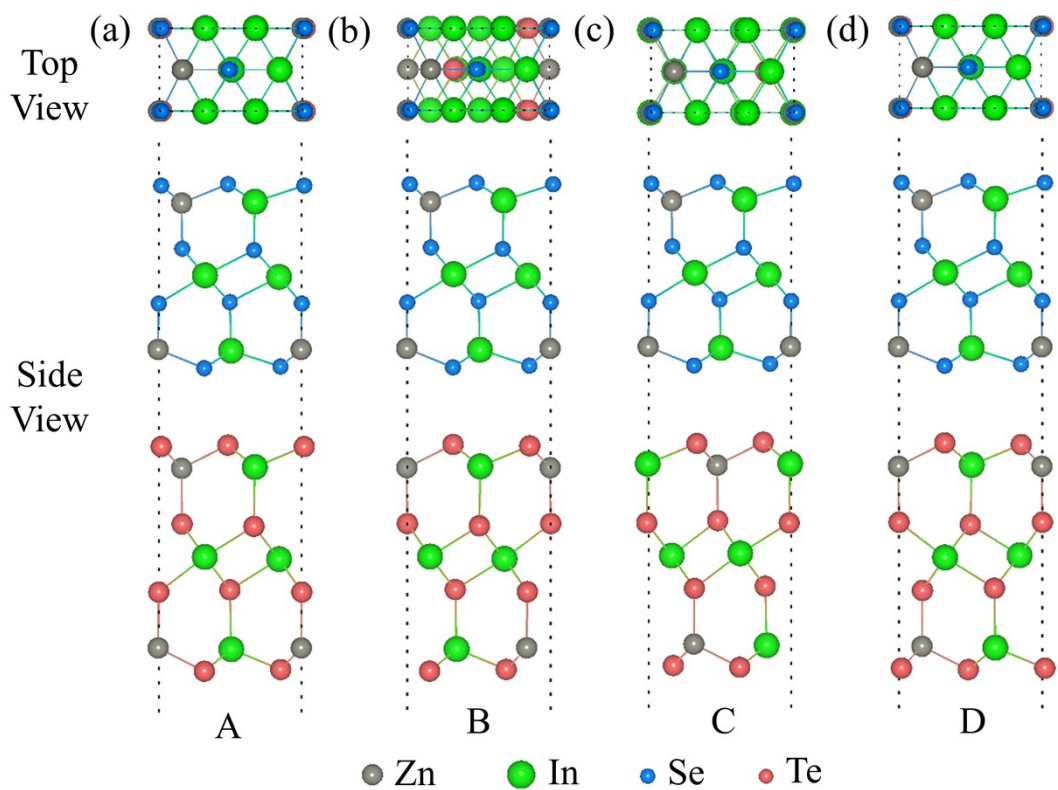 (a) (b) (c) (d)
Top
View
Side
View
A B C D
Zn In Se Te